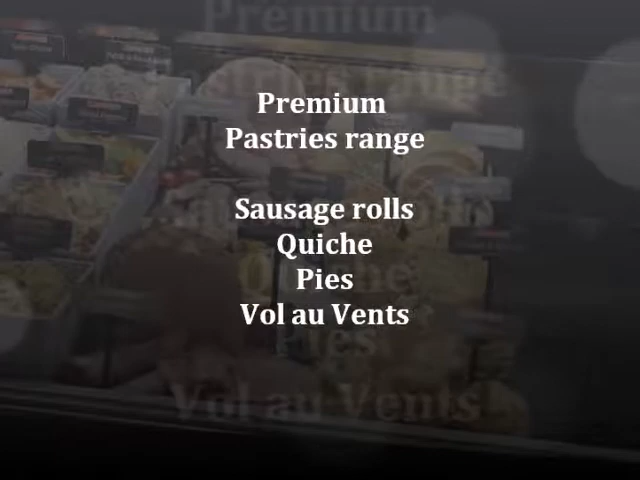 Premium
Pastries range
Sausage rolls
Quiche
Pies
Vol au Vents